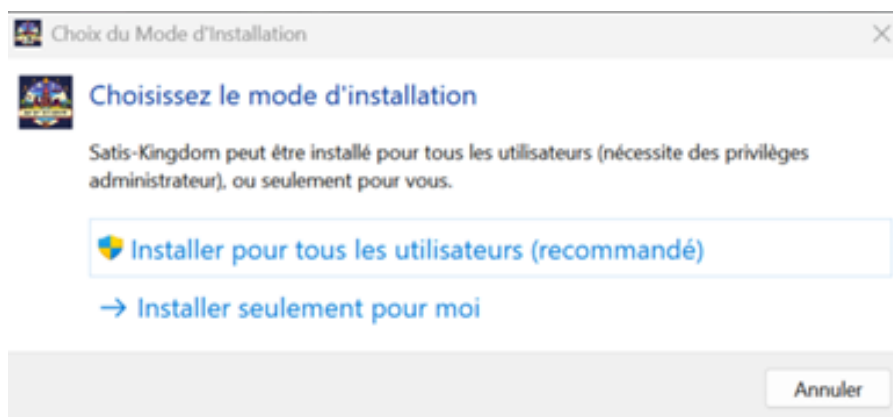 Choix du Mode d'Installation
Choisissez le mode d'installation
Satis-Kingdom peut être installé pour tous les utilisateurs (nécessite des privilèges
administrateur), ou seulement pour vous.
Installer pour tous les utilisateurs (recommandé)
Installer seulement pour moi
Annuler